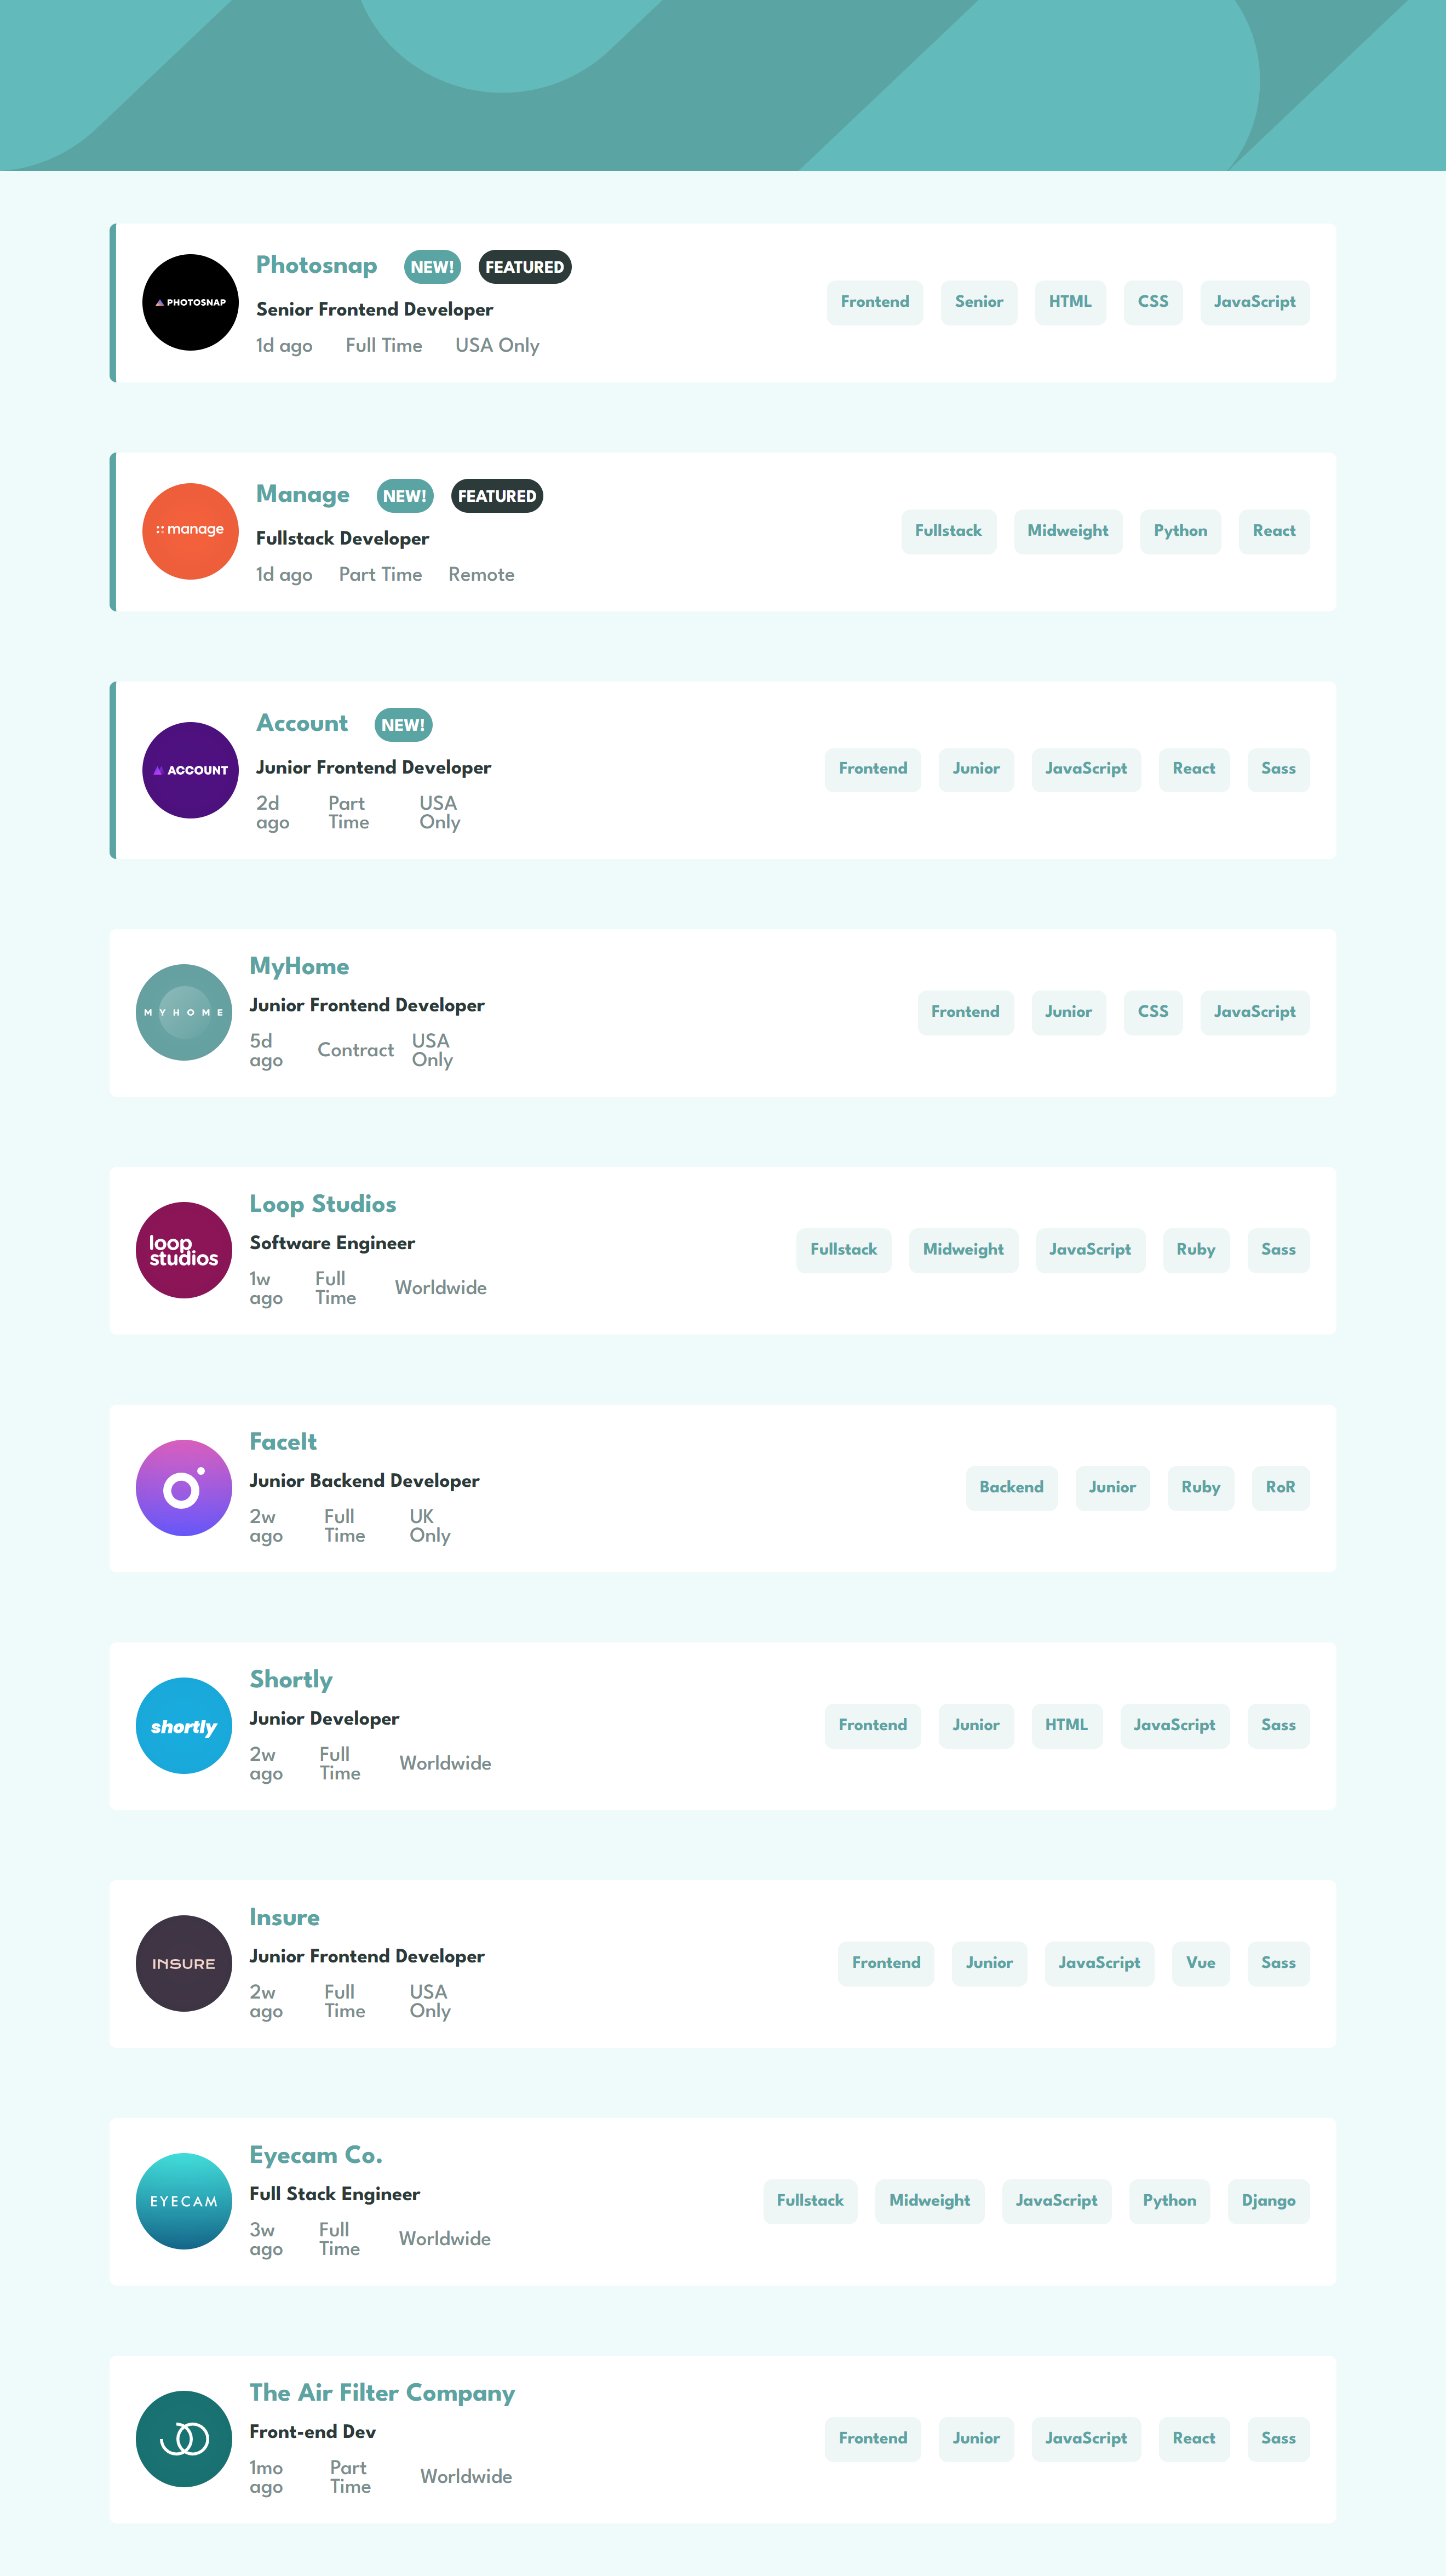 PHOTOSNAP
Photosnap NEW! FEATURED
Senior Frontend Developer
1d ago Full Time USA Only
Frontend Senior HTML CSS JavaScript
manage
Manage NEW! FEATURED
Fullstack Developer
1d ago Part Time Remote
Fullstack Midweight Python React
ACCOUNT
Account NEW!
Junior Frontend Developer
2d ago Part Time USA Only
Frontend Junior JavaScript React Sass
MYHOME
MyHome
Junior Frontend Developer
5d ago Contract USA Only
Frontend Junior CSS JavaScript
loop
studios
Loop Studios
Software Engineer
1w ago Full Time Worldwide
Fullstack Midweight JavaScript Ruby Sass
FaceIt
Junior Backend Developer
2w ago Full Time UK Only
Backend Junior Ruby RoR
shortly
Shortly
Junior Developer
2w ago Full Time Worldwide
Frontend Junior HTML JavaScript Sass
INSURE
Insure
Junior Frontend Developer
2w ago Full Time USA Only
Frontend Junior JavaScript Vue Sass
EYECAM
Eyecam Co.
Full Stack Engineer
3w ago Full Time Worldwide
Fullstack Midweight JavaScript Python Django
The Air Filter Company
Front-end Dev
1mo ago Part Time Worldwide
Frontend Junior JavaScript React Sass